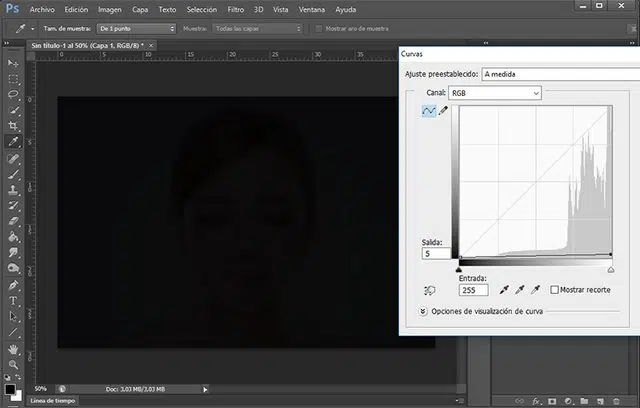 Ps Archivo Edición Imagen Capa Texto Selección Filtro 3D Vista Ventana Ayuda
Tam. de muestra: De 1 punto Muestra: Todas las capas Mostrar aro de muestra
Sin título-1 al 50% (Capa 1, RGB/8) *
Curvas
Ajuste preestablecido: A medida
Canal: RGB
Salida:
5
Entrada:
255
Mostrar recorte
Opciones de visualización de curva
50% Doc: 3,03 MB/3,03 MB
Línea de tiempo